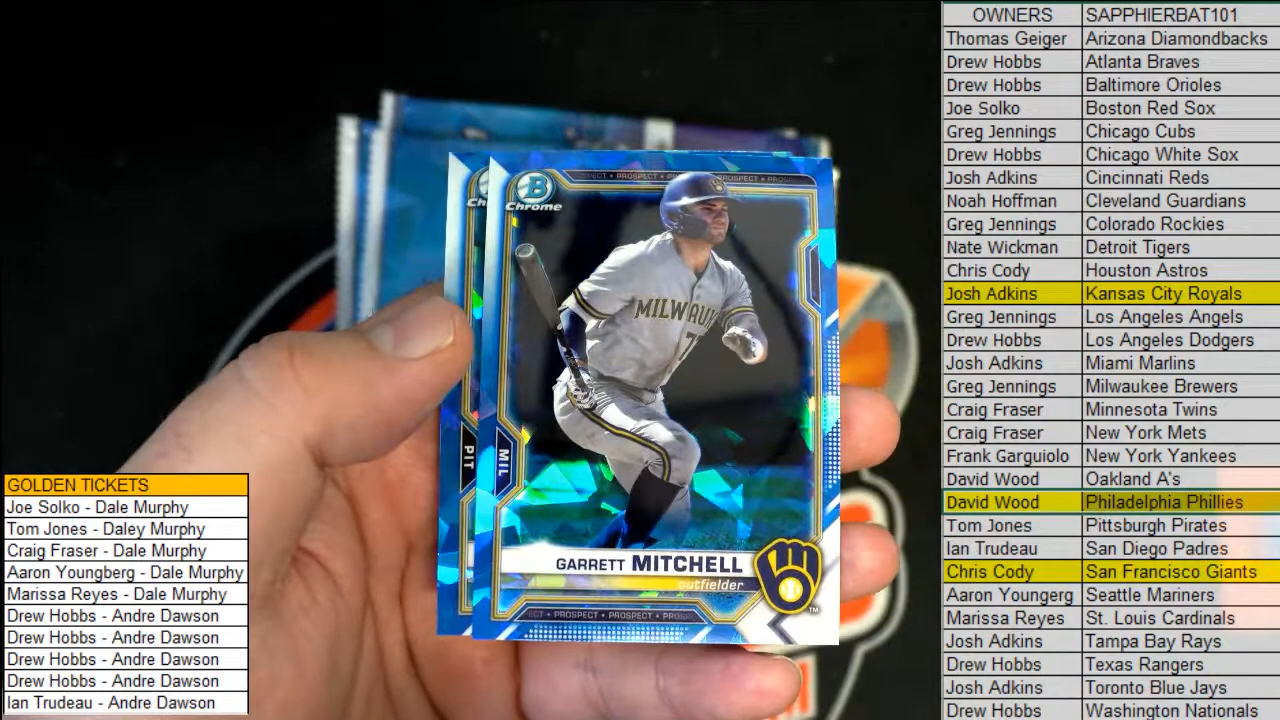 OWNERS SAPPHIERBAT101
Thomas Geiger Arizona Diamondbacks
Drew Hobbs Atlanta Braves
Drew Hobbs Baltimore Orioles
Joe Solko Boston Red Sox
Greg Jennings Chicago Cubs
Drew Hobbs Chicago White Sox
Josh Adkins Cincinnati Reds
Noah Hoffman Cleveland Guardians
Greg Jennings Colorado Rockies
Nate Wickman Detroit Tigers
Chris Cody Houston Astros
Josh Adkins Kansas City Royals
Greg Jennings Los Angeles Angels
Drew Hobbs Los Angeles Dodgers
Josh Adkins Miami Marlins
Greg Jennings Milwaukee Brewers
Craig Fraser Minnesota Twins
Craig Fraser New York Mets
Frank Garguiolo New York Yankees
David Wood Oakland A's
David Wood Philadelphia Phillies
Tom Jones Pittsburgh Pirates
Ian Trudeau San Diego Padres
Chris Cody San Francisco Giants
Aaron Youngerg Seattle Mariners
Marissa Reyes St. Louis Cardinals
Josh Adkins Tampa Bay Rays
Drew Hobbs Texas Rangers
Josh Adkins Toronto Blue Jays
Drew Hobbs Washington Nationals
PROSPECT
PROSPECT
B
Chrome
MILWAUK
7
PIT
MIL
GARRETT MITCHELL
outfielder
TM
PROSPECT • PROSPECT
GOLDEN TICKETS
Joe Solko - Dale Murphy
Tom Jones - Daley Murphy
Craig Fraser - Dale Murphy
Aaron Youngberg - Dale Murphy
Marissa Reyes - Dale Murphy
Drew Hobbs - Andre Dawson
Drew Hobbs - Andre Dawson
Drew Hobbs - Andre Dawson
Drew Hobbs - Andre Dawson
Ian Trudeau - Andre Dawson